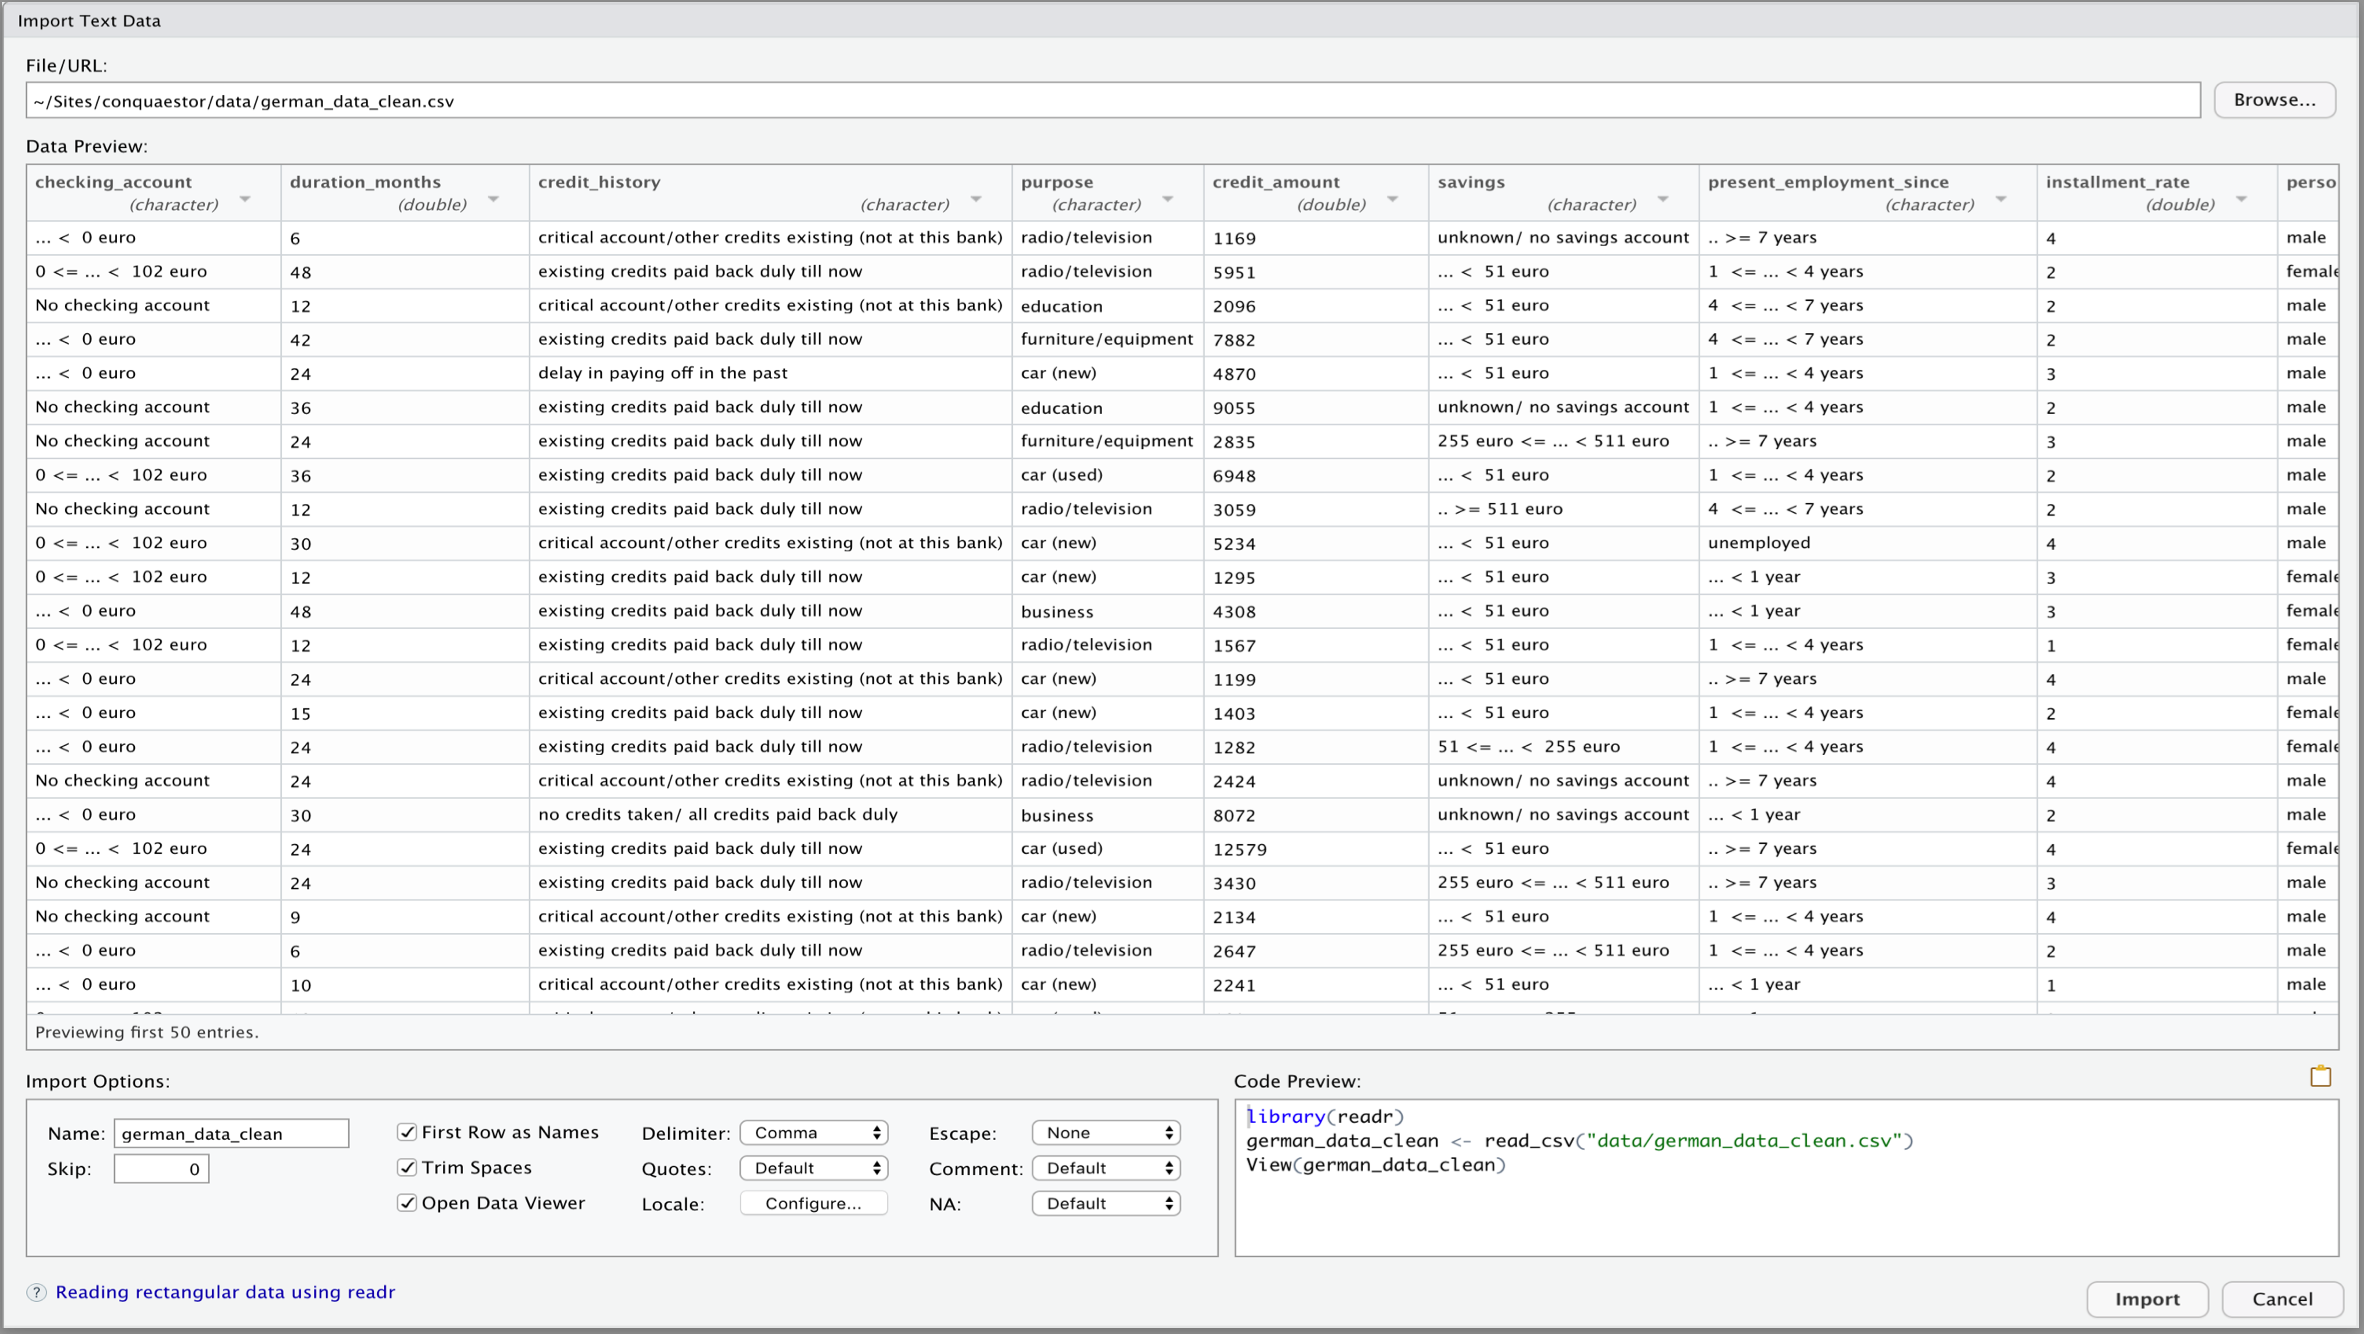 Import Text Data
File/URL:
~/Sites/conquaestor/data/german_data_clean.csv Browse...
Data Preview:
checking_account duration_months credit_history purpose credit_amount savings present_employment_since installment_rate perso
(character) (double) (character) (character) (double) (character) (character) (double)
... < 0 euro 6 critical account/other credits existing (not at this bank) radio/television 1169 unknown/ no savings account .. >= 7 years 4 male
0 <= ... < 102 euro 48 existing credits paid back duly till now radio/television 5951 ... < 51 euro 1 <= ... < 4 years 2 female
No checking account 12 critical account/other credits existing (not at this bank) education 2096 ... < 51 euro 4 <= ... < 7 years 2 male
... < 0 euro 42 existing credits paid back duly till now furniture/equipment 7882 ... < 51 euro 4 <= ... < 7 years 2 male
... < 0 euro 24 delay in paying off in the past car (new) 4870 ... < 51 euro 1 <= ... < 4 years 3 male
No checking account 36 existing credits paid back duly till now education 9055 unknown/ no savings account 1 <= ... < 4 years 2 male
No checking account 24 existing credits paid back duly till now furniture/equipment 2835 255 euro <= ... < 511 euro .. >= 7 years 3 male
0 <= ... < 102 euro 36 existing credits paid back duly till now car (used) 6948 ... < 51 euro 1 <= ... < 4 years 2 male
No checking account 12 existing credits paid back duly till now radio/television 3059 .. >= 511 euro 4 <= ... < 7 years 2 male
0 <= ... < 102 euro 30 critical account/other credits existing (not at this bank) car (new) 5234 ... < 51 euro unemployed 4 male
0 <= ... < 102 euro 12 existing credits paid back duly till now car (new) 1295 ... < 51 euro ... < 1 year 3 female
... < 0 euro 48 existing credits paid back duly till now business 4308 ... < 51 euro ... < 1 year 3 female
0 <= ... < 102 euro 12 existing credits paid back duly till now radio/television 1567 ... < 51 euro 1 <= ... < 4 years 1 female
... < 0 euro 24 critical account/other credits existing (not at this bank) car (new) 1199 ... < 51 euro .. >= 7 years 4 male
... < 0 euro 15 existing credits paid back duly till now car (new) 1403 ... < 51 euro 1 <= ... < 4 years 2 female
... < 0 euro 24 existing credits paid back duly till now radio/television 1282 51 <= ... < 255 euro 1 <= ... < 4 years 4 female
No checking account 24 critical account/other credits existing (not at this bank) radio/television 2424 unknown/ no savings account .. >= 7 years 4 male
... < 0 euro 30 no credits taken/ all credits paid back duly business 8072 unknown/ no savings account ... < 1 year 2 male
0 <= ... < 102 euro 24 existing credits paid back duly till now car (used) 12579 ... < 51 euro .. >= 7 years 4 female
No checking account 24 existing credits paid back duly till now radio/television 3430 255 euro <= ... < 511 euro .. >= 7 years 3 male
No checking account 9 critical account/other credits existing (not at this bank) car (new) 2134 ... < 51 euro 1 <= ... < 4 years 4 male
... < 0 euro 6 existing credits paid back duly till now radio/television 2647 255 euro <= ... < 511 euro 1 <= ... < 4 years 2 male
... < 0 euro 10 critical account/other credits existing (not at this bank) car (new) 2241 ... < 51 euro ... < 1 year 1 male
Previewing first 50 entries.
Import Options: Code Preview:
Name: german_data_clean First Row as Names Delimiter: Comma Escape: None
Skip: 0 Trim Spaces Quotes: Default Comment: Default
Open Data Viewer Locale: Configure... NA: Default
library(readr)
german_data_clean <- read_csv("data/german_data_clean.csv")
View(german_data_clean)
? Reading rectangular data using readr Import Cancel